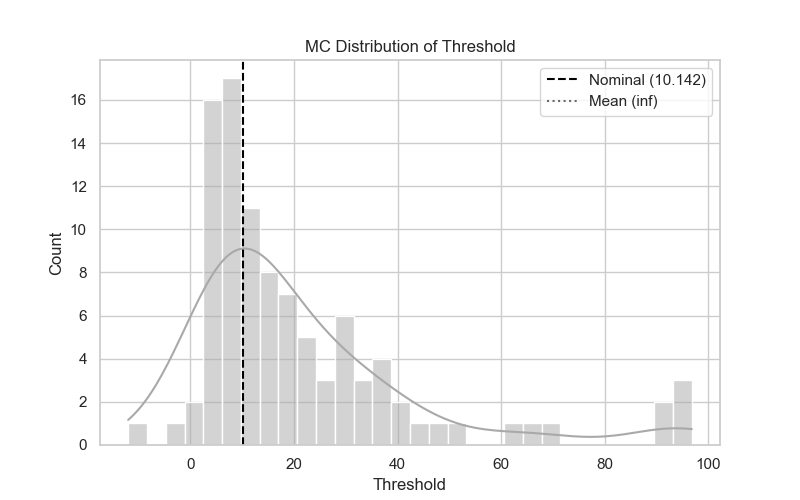 MC Distribution of Threshold
Nominal (10.142)
Mean (inf)
Count
16
14
12
10
8
6
4
2
0
0 20 40 60 80 100
Threshold